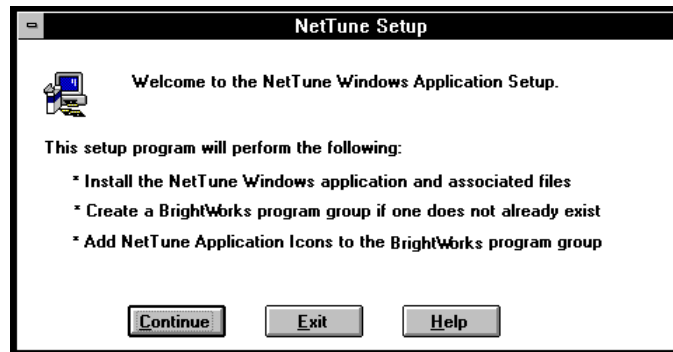 NetTune Setup
Welcome to the NetTune Windows Application Setup.
This setup program will perform the following:
* Install the NetTune Windows application and associated files
* Create a BrightWorks program group if one does not already exist
* Add NetTune Application Icons to the BrightWorks program group
Continue Exit Help